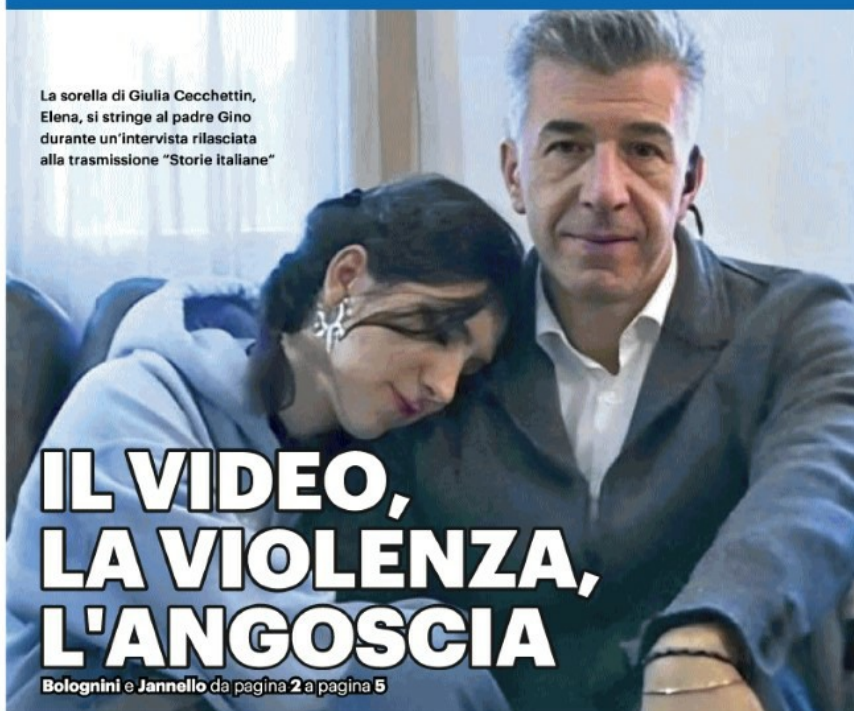 La sorella di Giulia Cecchettin,
Elena, si stringe al padre Gino
durante un'intervista rilasciata
alla trasmissione "Storie italiane"
IL VIDEO,
LA VIOLENZA,
L'ANGOSCIA
Bolognini e Jannello da pagina 2 a pagina 5